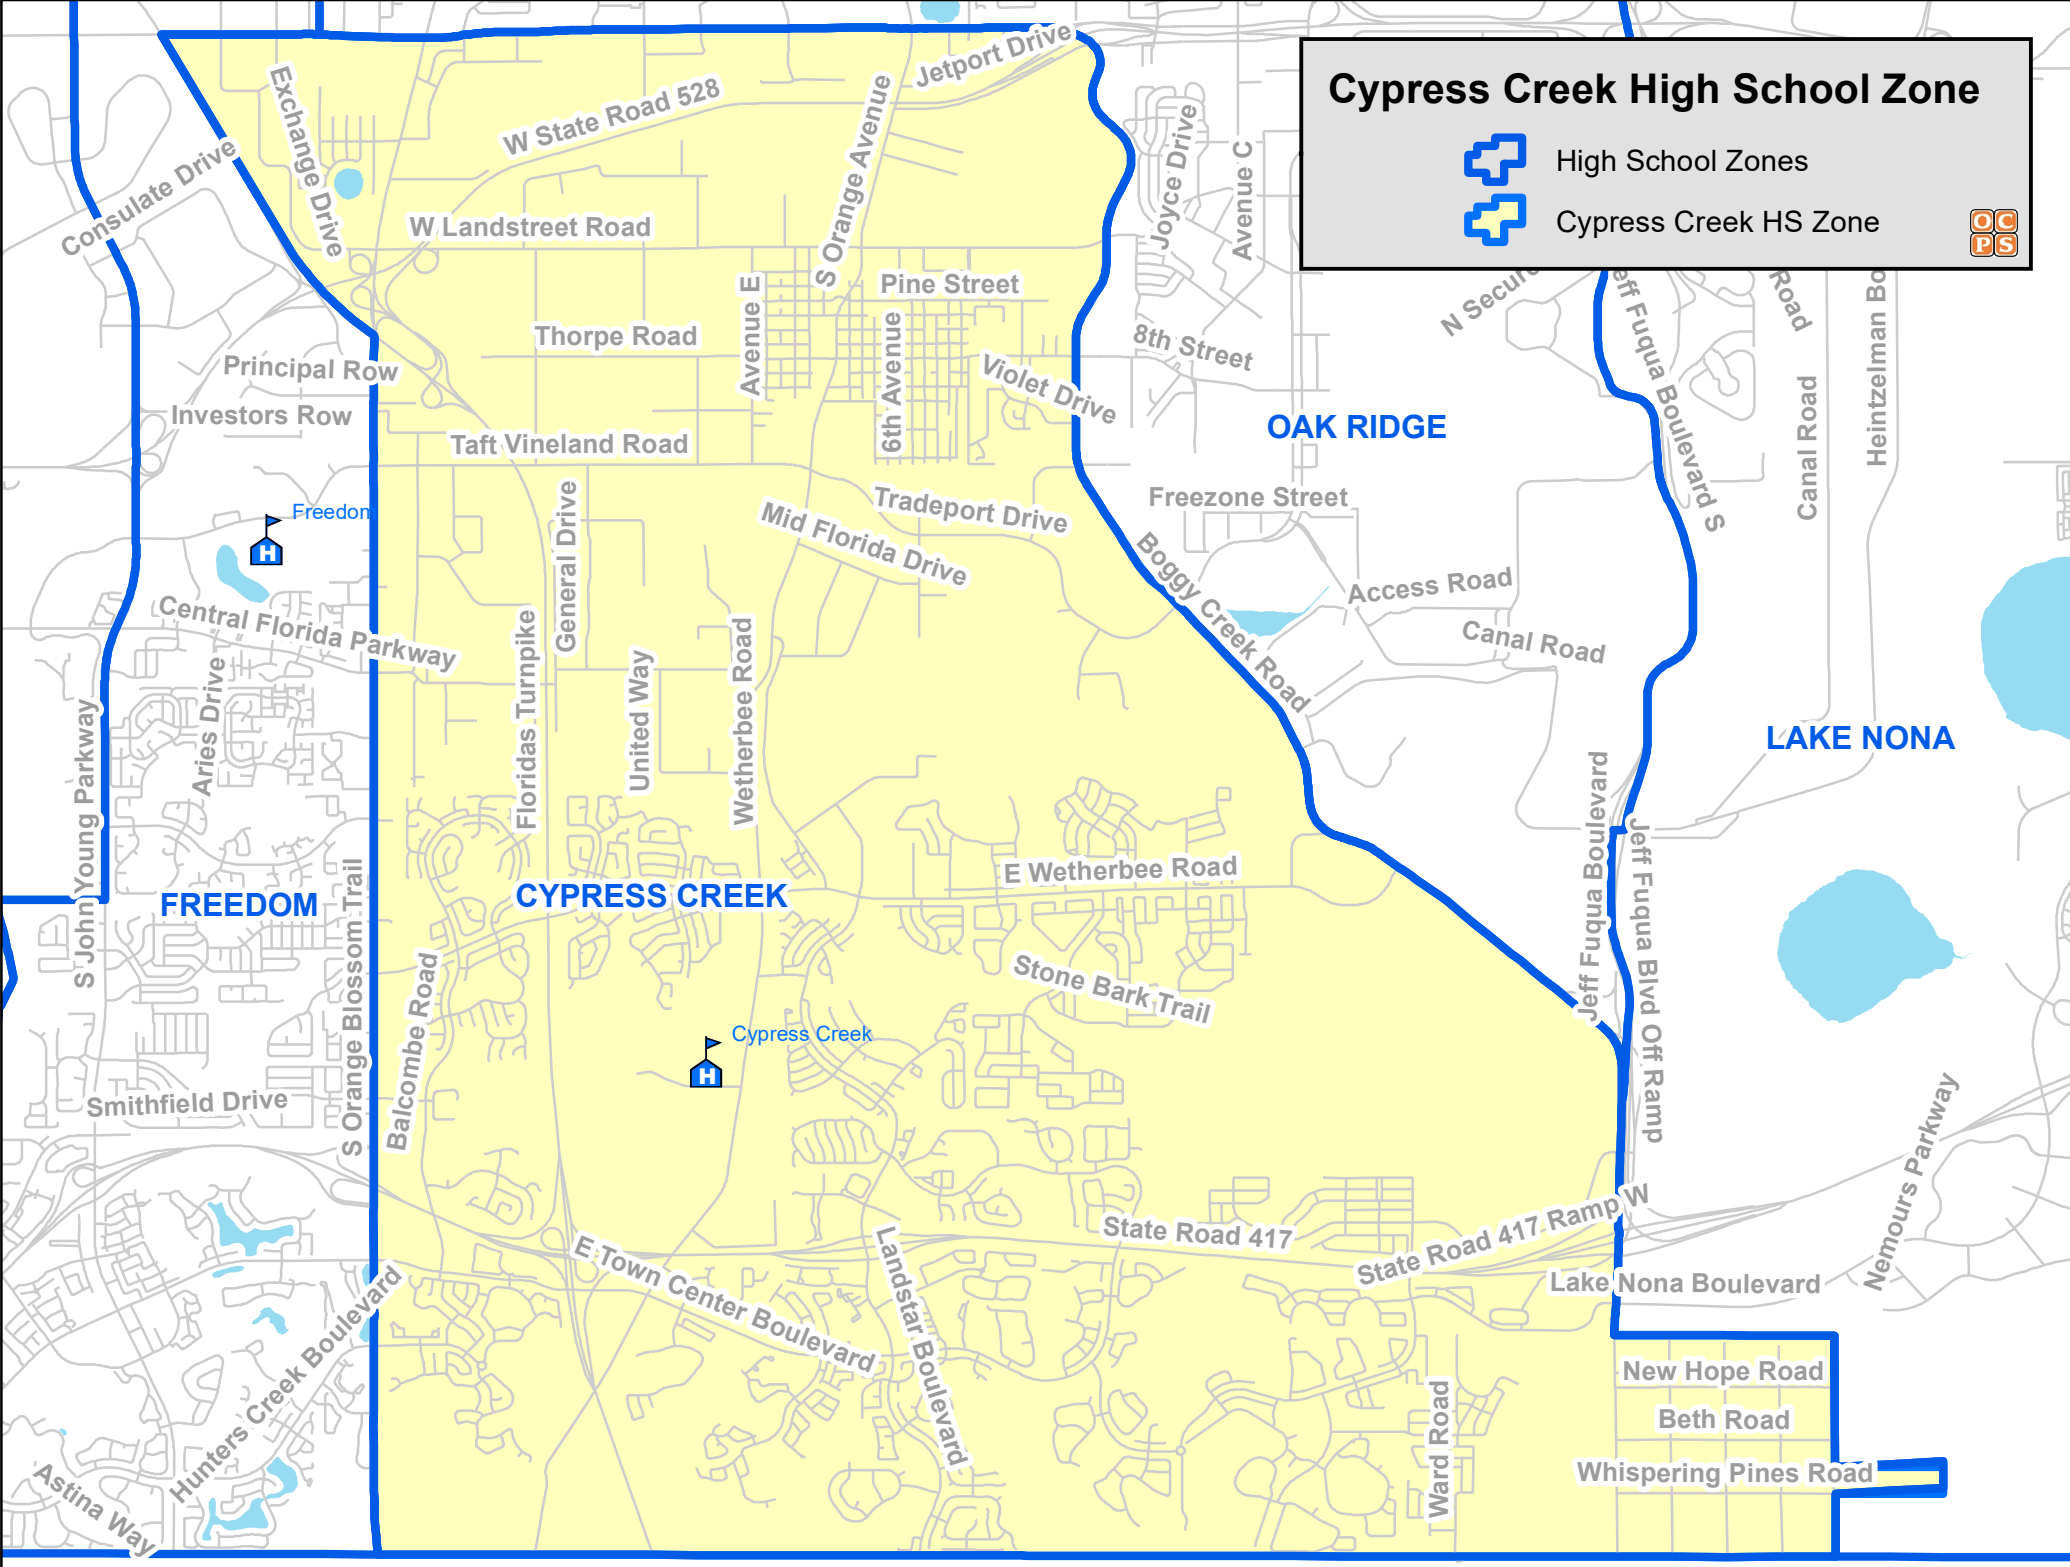 Cypress Creek High School Zone
High School Zones
Cypress Creek HS Zone
OC
PS
Jetport Drive
Exchange Drive
W State Road 528
S Orange Avenue
Joyce Drive
Avenue C
Consulate Drive
W Landstreet Road
Pine Street
Avenue E
6th Avenue
Thorpe Road
8th Street
Violet Drive
Principal Row
Investors Row
Taft Vineland Road
OAK RIDGE
Road
Canal Road
Freedom
General Drive
Mid Florida Drive
Tradeport Drive
Freezone Street
Boggy Creek Road
Access Road
Canal Road
Central Florida Parkway
Aries Drive
Floridas Turnpike
United Way
Wetherbee Road
LAKE NONA
S John Young Parkway
Jeff Fuqua Boulevard
Jeff Fuqua Blvd Off Ramp
E Wetherbee Road
FREEDOM
CYPRESS CREEK
S Orange Blossom Trail
Balcombe Road
Stone Bark Trail
Cypress Creek
Smithfield Drive
Nemours Parkway
State Road 417
State Road 417 Ramp W
E Town Center Boulevard
Landstar Boulevard
Lake Nona Boulevard
Hunters Creek Boulevard
New Hope Road
Beth Road
Ward Road
Whispering Pines Road
Astina Way
H
H